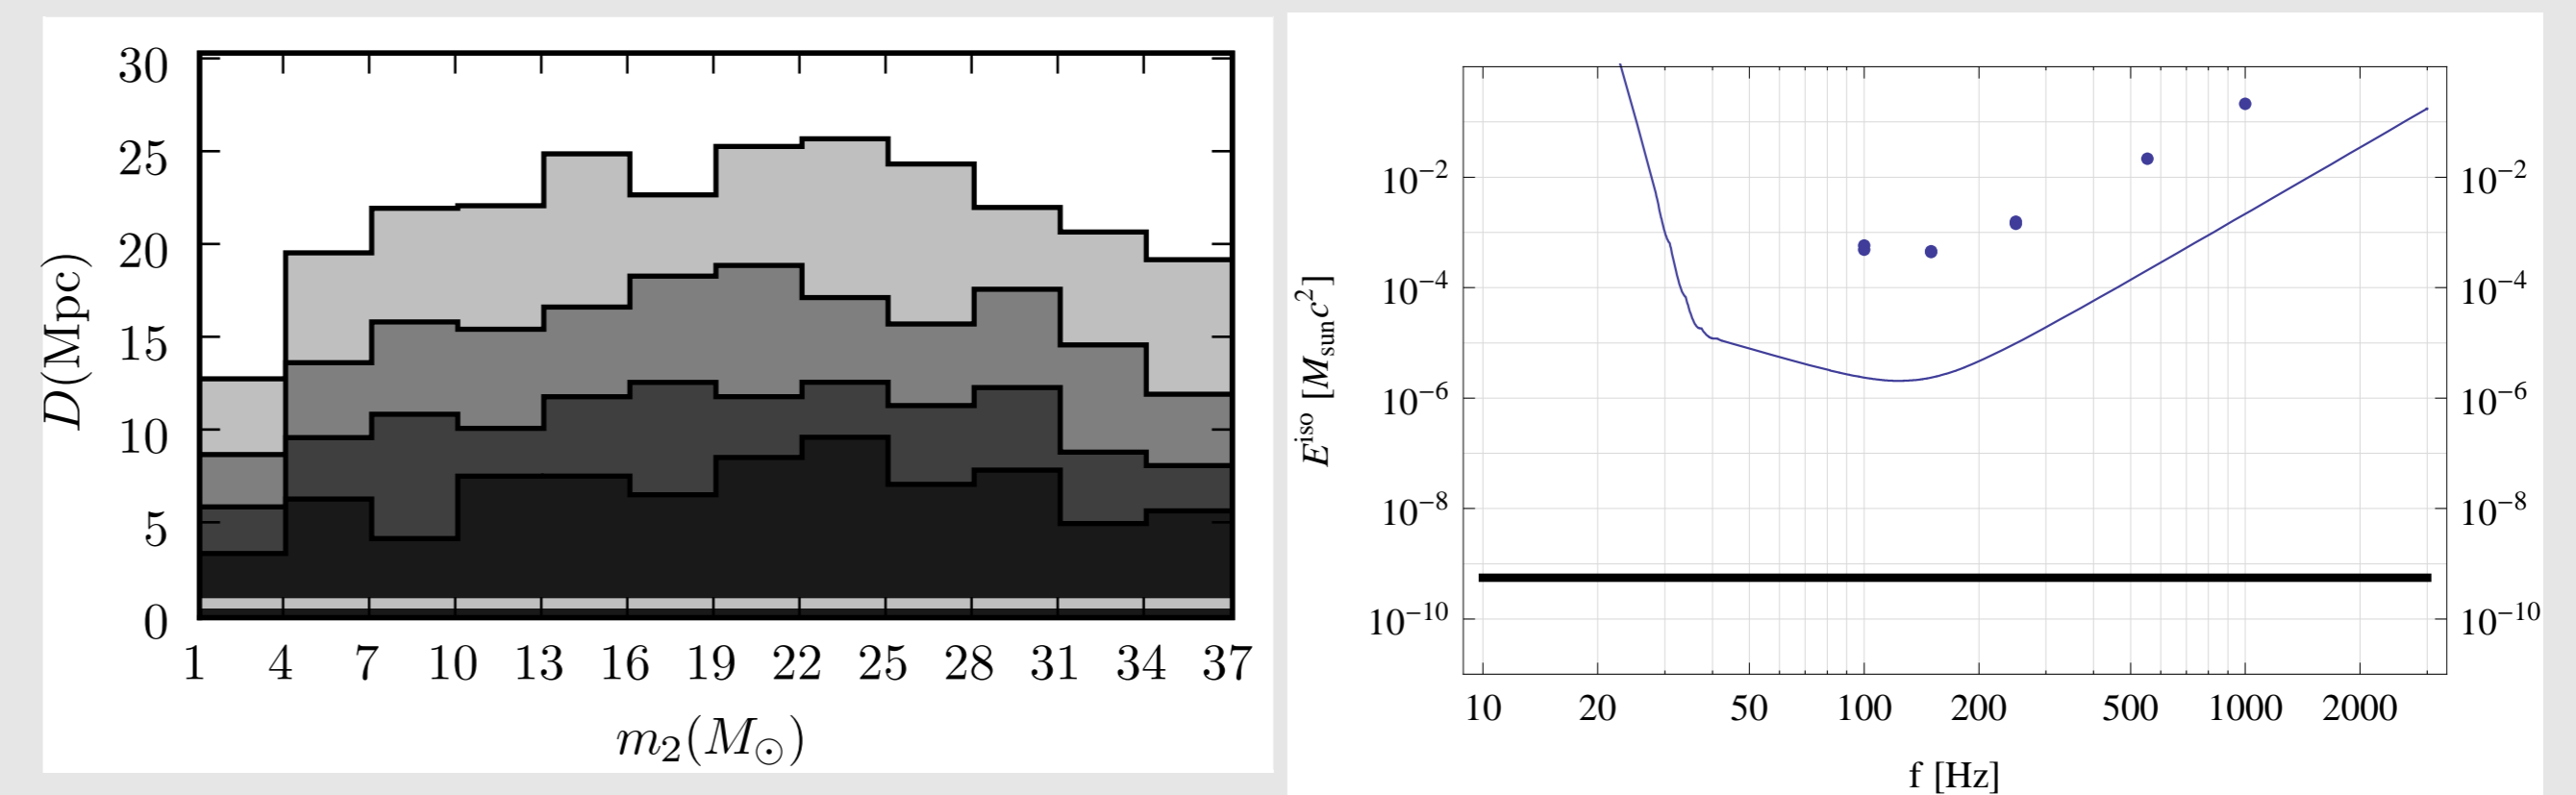 30
25
20
15
10
5
0
D(Mpc)
1 4 7 10 13 16 19 22 25 28 31 34 37
m₂(M⊙)
10⁻² 10⁻²
10⁻⁴ 10⁻⁴
10⁻⁶ 10⁻⁶
10⁻⁸ 10⁻⁸
10⁻¹⁰ 10⁻¹⁰
Eⁱˢᵒ [Mₛᵤₙc²]
10 20 50 100 200 500 1000 2000
f [Hz]